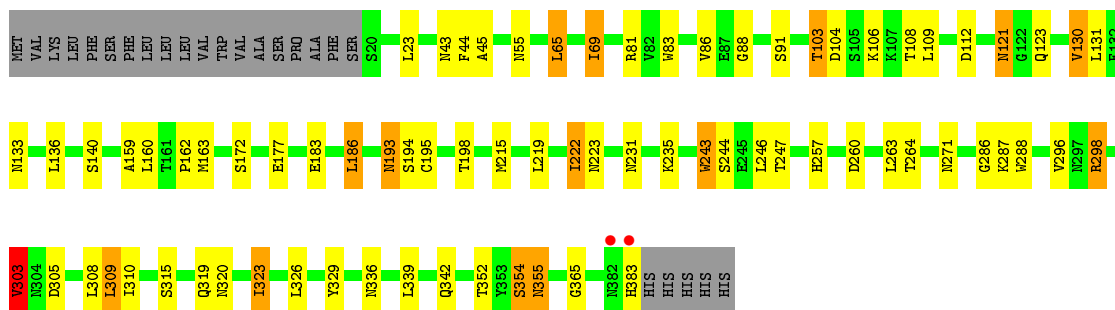 MET VAL LYS LEU PHE SER PHE LEU LEU LEU VAL TRP VAL ALA SER PRO ALA PHE SER S20 L23 N43 F44 A45 N55 L65 I69 R81 V82 W83 V86 E87 G88 S91 T103 D104 S105 K106 K107 T108 L109 D112 N121 G122 Q123 V130 L131 E132
N133 L136 S140 A159 L160 T161 P162 M163 S172 E177 E183 L186 N193 S194 C195 T198 M215 L219 I222 N223 N231 K235 W243 S244 E245 L246 T247 H257 D260 L263 T264 N271 G286 K287 W288 V296 N297 R298
V303 N304 D305 L308 L309 I310 S315 Q319 N320 I323 L326 Y329 N336 L339 Q342 T352 Y353 S354 N355 G365 N382 H383 HIS HIS HIS HIS HIS